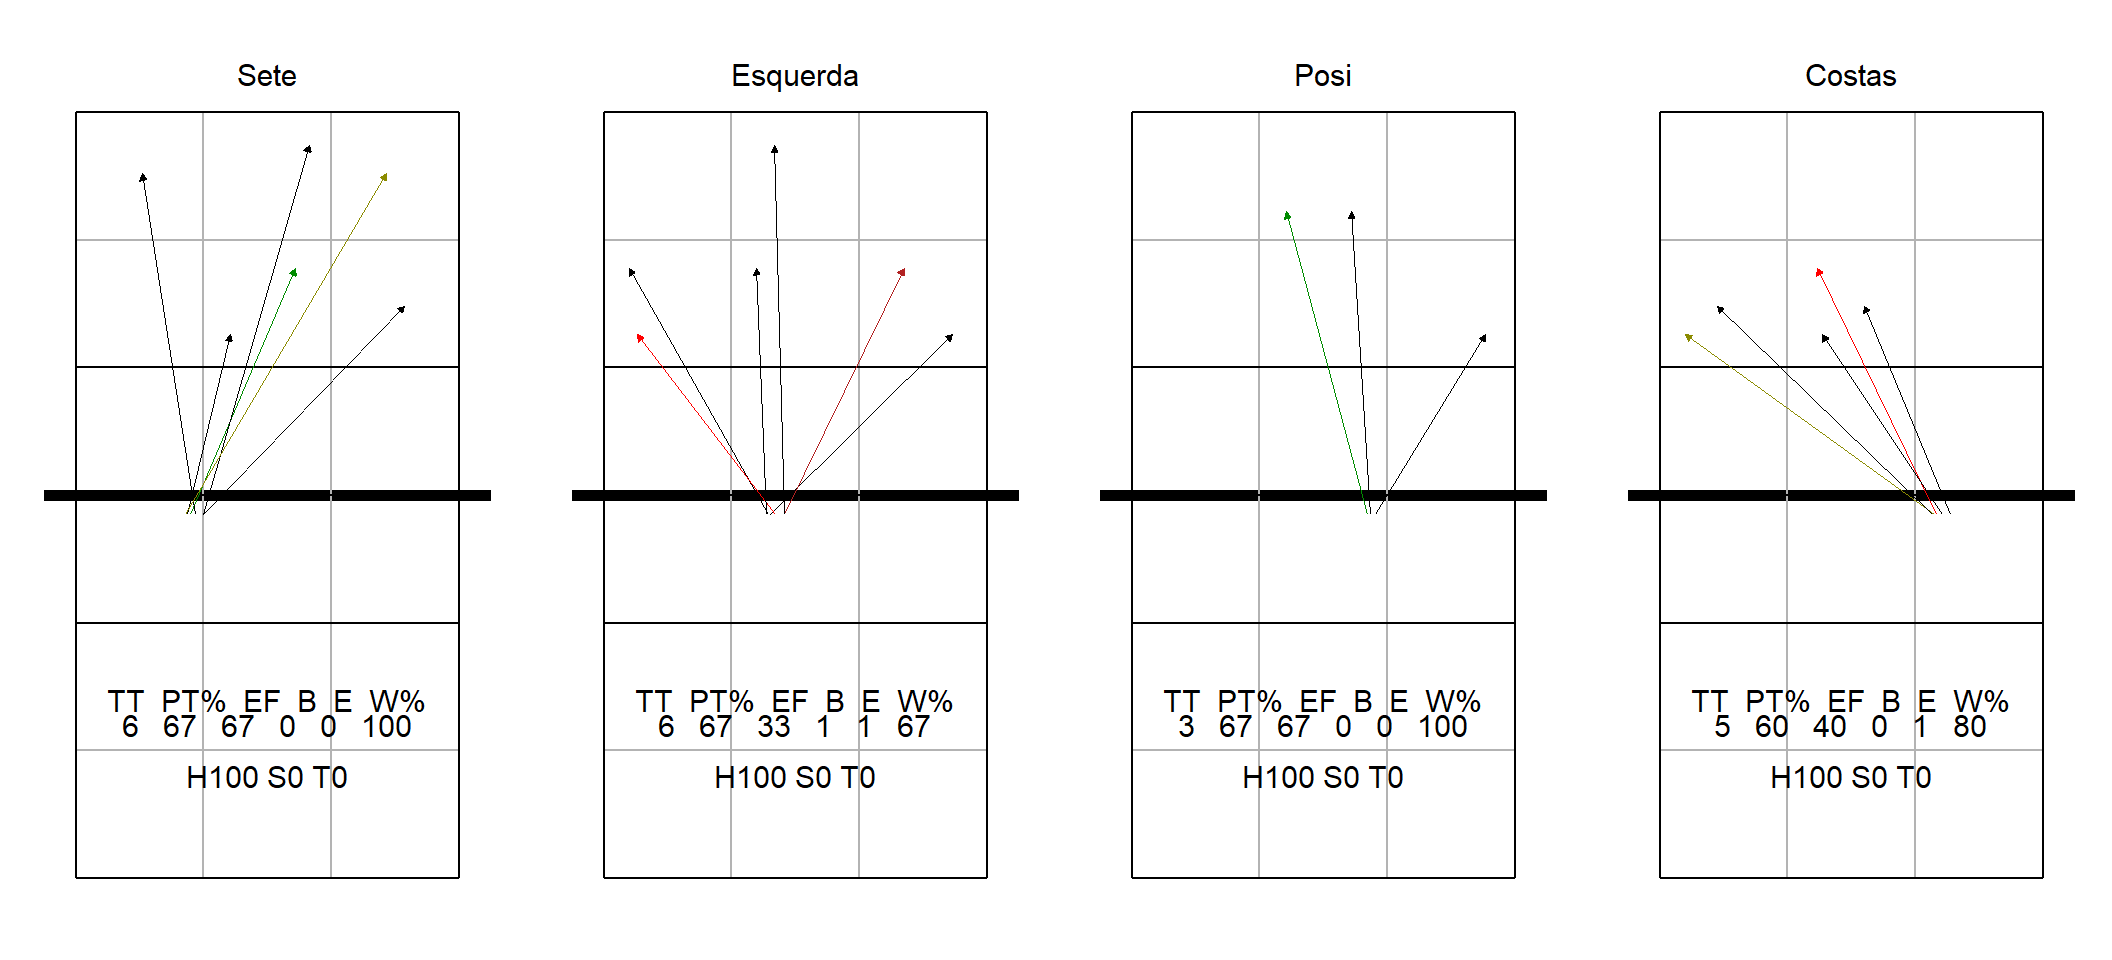 Sete
TT PT% EF B E W%
6 67 67 0 0 100
H100 S0 T0
Esquerda
TT PT% EF B E W%
6 67 33 1 1 67
H100 S0 T0
Posi
TT PT% EF B E W%
3 67 67 0 0 100
H100 S0 T0
Costas
TT PT% EF B E W%
5 60 40 0 1 80
H100 S0 T0